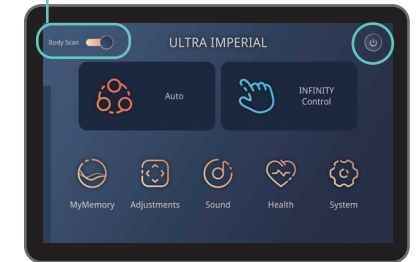 Body Scan
ULTRA IMPERIAL
Auto
INFINITY
Control
MyMemory
Adjustments
Sound
Health
System